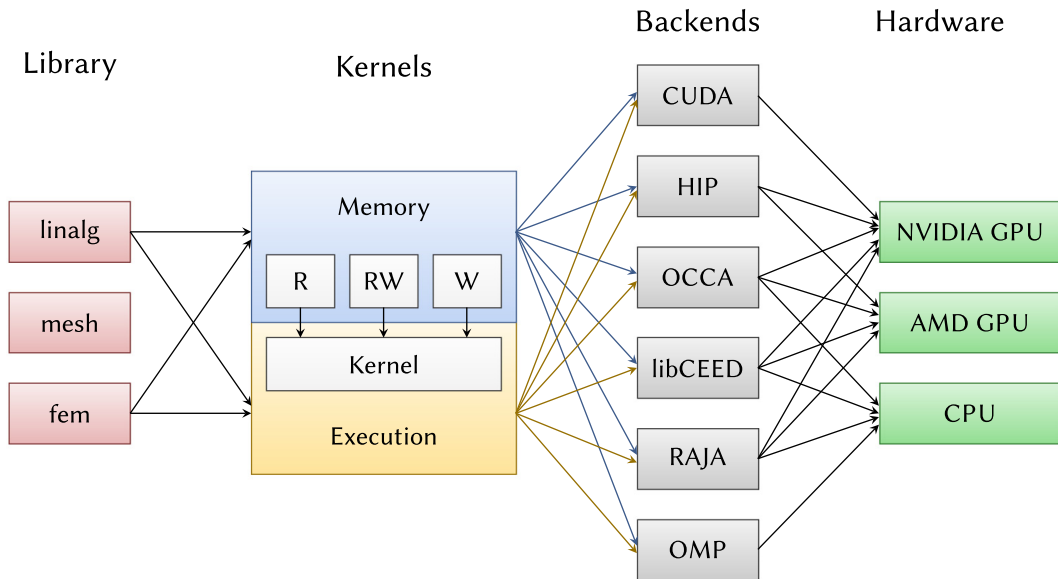 Library
Kernels
Backends
Hardware
linalg
mesh
fem
Memory
R
RW
W
Kernel
Execution
CUDA
HIP
OCCA
libCEED
RAJA
OMP
NVIDIA GPU
AMD GPU
CPU